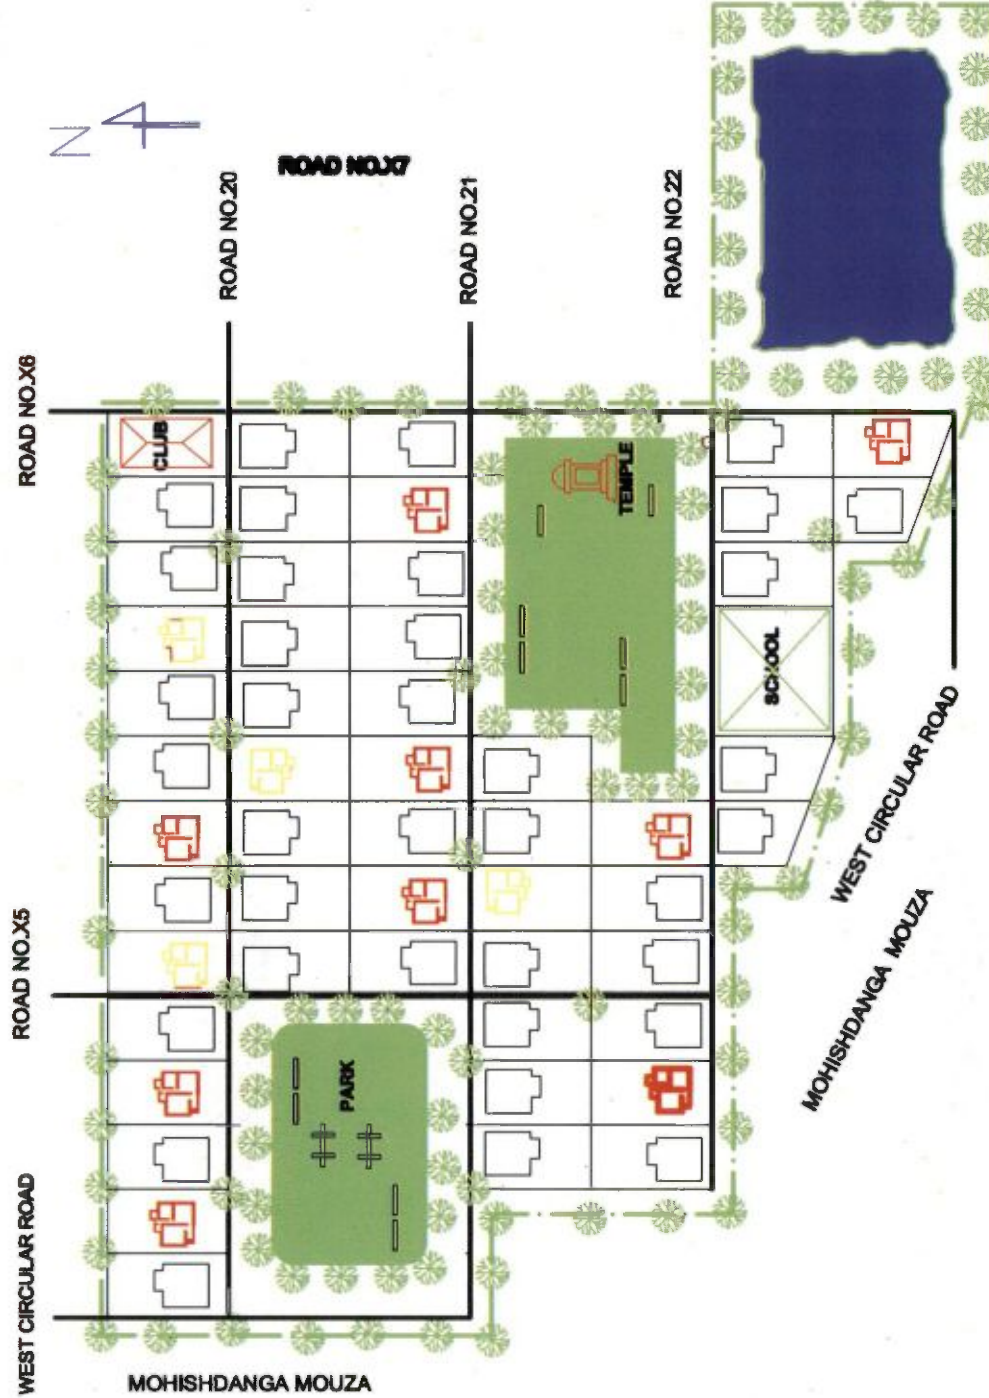 N
ROAD NO.X7
ROAD NO.20
ROAD NO.21
ROAD NO.22
ROAD NO.X6
CLUB
TEMPLE
SCHOOL
ROAD NO.X5
PARK
WEST CIRCULAR ROAD
MOHISHDANGA MOUZA
WEST CIRCULAR ROAD
MOHISHDANGA MOUZA